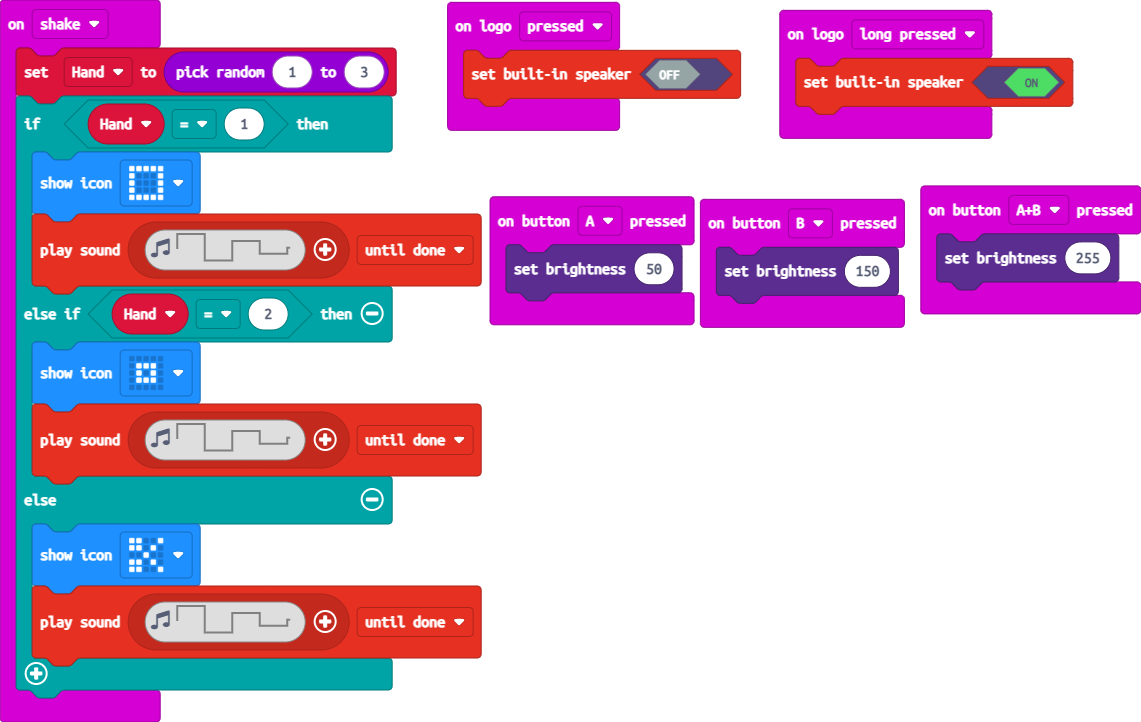 on shake
set Hand to pick random 1 to 3
if Hand = 1 then
show icon
play sound until done
else if Hand = 2 then
show icon
play sound until done
else
show icon
play sound until done
on logo pressed
set built-in speaker OFF
on logo long pressed
set built-in speaker ON
on button A pressed
set brightness 50
on button B pressed
set brightness 150
on button A+B pressed
set brightness 255